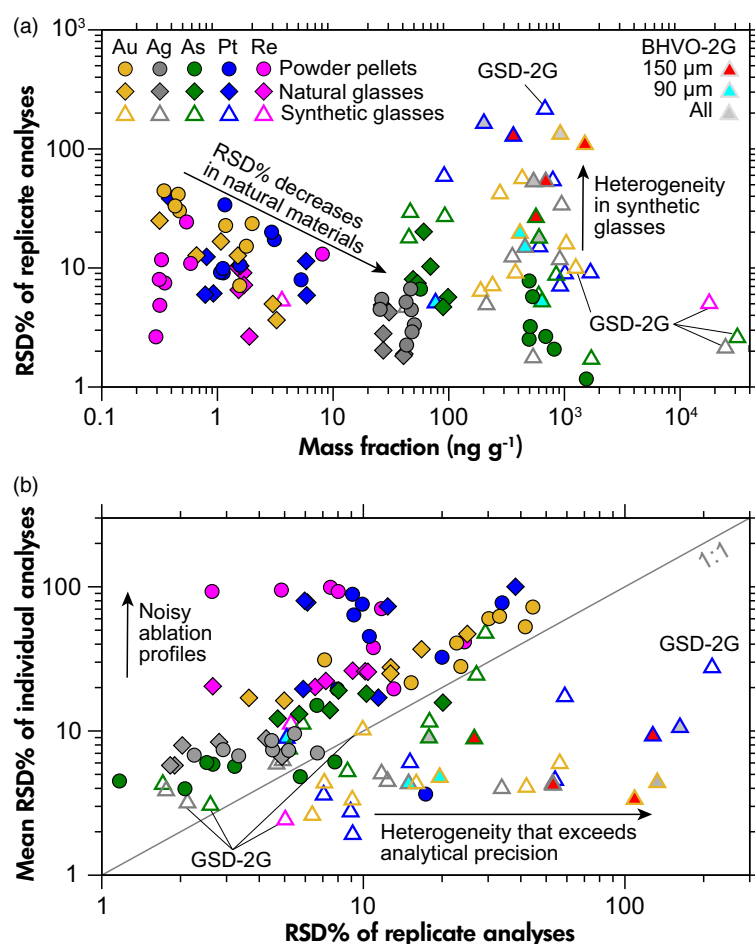 (a)
10³
100
10
1
RSD% of replicate analyses
Au Ag As Pt Re
Powder pellets
Natural glasses
Synthetic glasses
BHVO-2G
150 µm
90 µm
All
GSD-2G
RSD% decreases
in natural materials
Heterogeneity
in synthetic
glasses
GSD-2G
0.1 1 10 100 10³ 10⁴
Mass fraction (ng g⁻¹)
(b)
100
10
1
Mean RSD% of individual analyses
1:1
Noisy
ablation
profiles
GSD-2G
GSD-2G
Heterogeneity that exceeds
analytical precision
1 10 100
RSD% of replicate analyses